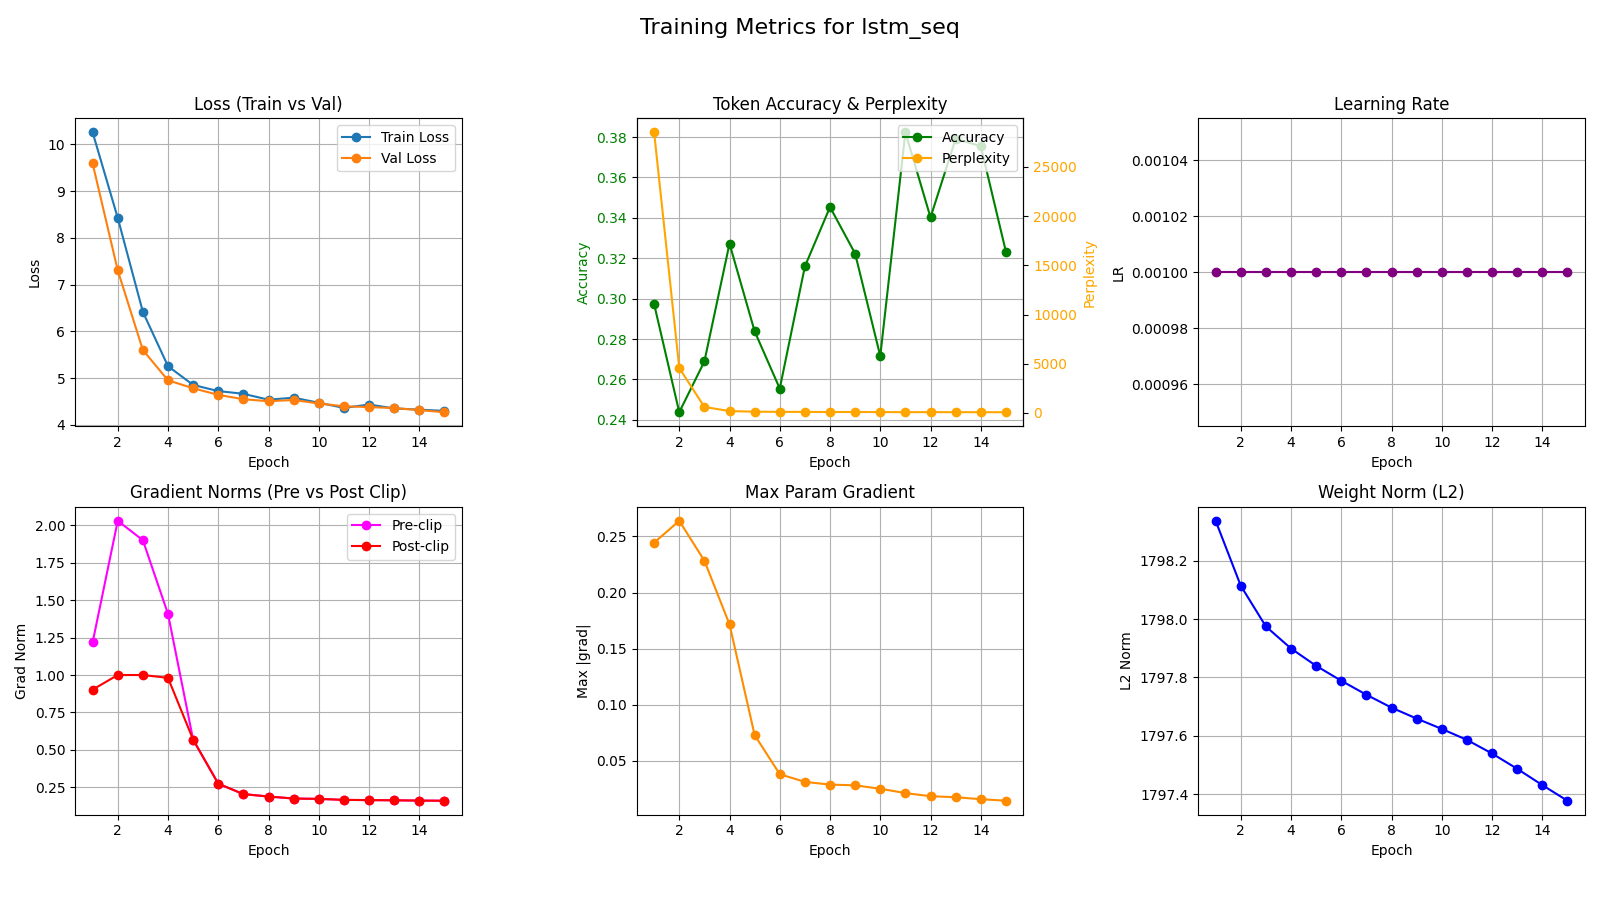 Training Metrics for lstm_seq
Loss (Train vs Val)
Train Loss
Val Loss
Loss
10
9
8
7
6
5
4
2 4 6 8 10 12 14
Epoch
Token Accuracy & Perplexity
Accuracy
Perplexity
Accuracy
0.38
0.36
0.34
0.32
0.30
0.28
0.26
0.24
25000
20000
15000
10000
5000
0
Perplexity
2 4 6 8 10 12 14
Epoch
Learning Rate
LR
0.00104
0.00102
0.00100
0.00098
0.00096
2 4 6 8 10 12 14
Epoch
Gradient Norms (Pre vs Post Clip)
Pre-clip
Post-clip
Grad Norm
2.00
1.75
1.50
1.25
1.00
0.75
0.50
0.25
2 4 6 8 10 12 14
Epoch
Max Param Gradient
Max |grad|
0.25
0.20
0.15
0.10
0.05
2 4 6 8 10 12 14
Epoch
Weight Norm (L2)
L2 Norm
1798.2
1798.0
1797.8
1797.6
1797.4
2 4 6 8 10 12 14
Epoch